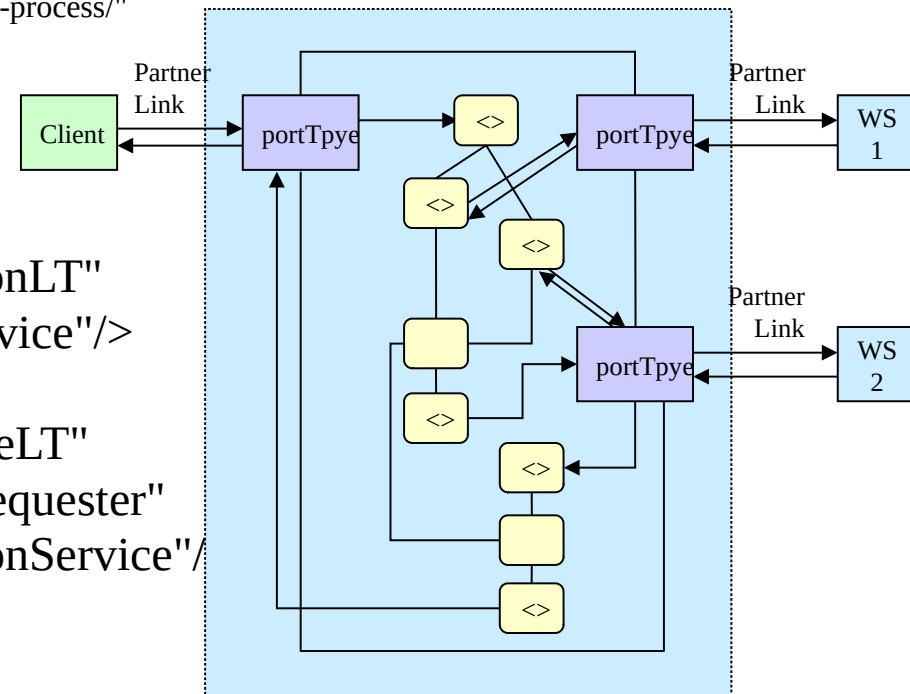 -process/"
Partner
Link
Partner
Link
Client
portTpye
<>
portTpye
WS
1
<>
<>
onLT"
vice"/>
Partner
Link
portTpye
WS
2
<>
eLT"
<>
equester"
onService"/
<>